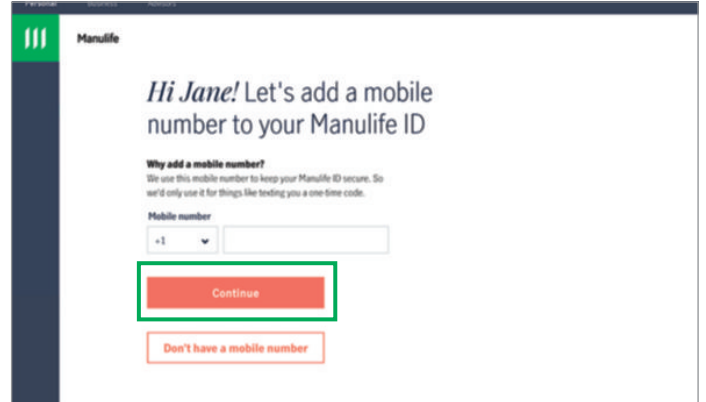 Personal Business Advisors
Manulife
Hi Jane! Let's add a mobile
number to your Manulife ID
Why add a mobile number?
We use this mobile number to keep your Manulife ID secure. So
we'd only use it for things like texting you a one-time code.
Mobile number
+1
Continue
Don't have a mobile number